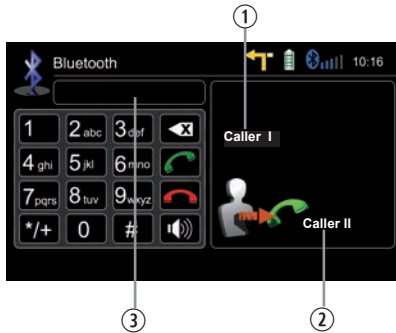 ①
Bluetooth 10:16
1 2 abc 3 def
Caller I
4 ghi 5 jkl 6 mno
7 pqrs 8 tuv 9 wxyz
Caller II
*/+ 0 #
③ ②